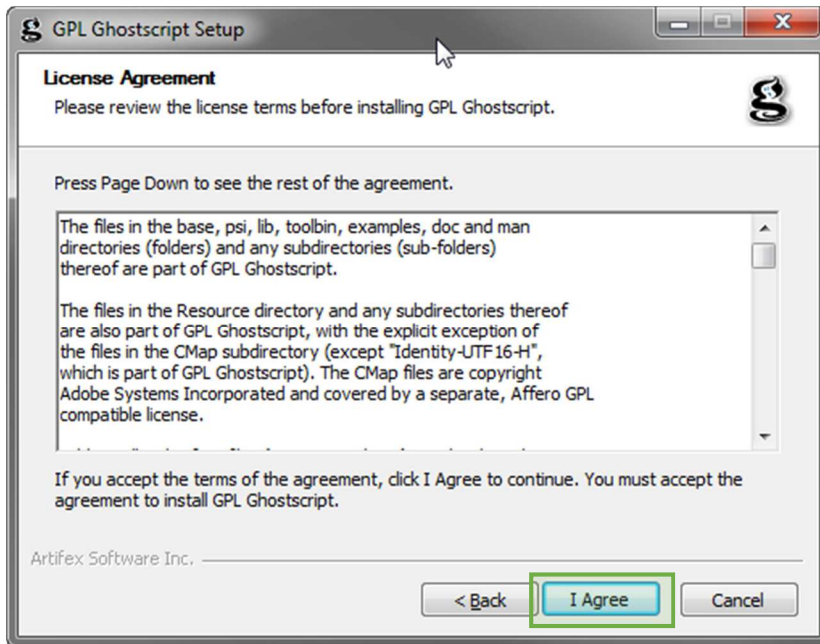 GPL Ghostscript Setup
License Agreement
Please review the license terms before installing GPL Ghostscript.
Press Page Down to see the rest of the agreement.
The files in the base, psi, lib, toolbin, examples, doc and man
directories (folders) and any subdirectories (sub-folders)
thereof are part of GPL Ghostscript.
The files in the Resource directory and any subdirectories thereof
are also part of GPL Ghostscript, with the explicit exception of
the files in the CMap subdirectory (except "Identity-UTF16-H",
which is part of GPL Ghostscript). The CMap files are copyright
Adobe Systems Incorporated and covered by a separate, Affero GPL
compatible license.
If you accept the terms of the agreement, click I Agree to continue. You must accept the
agreement to install GPL Ghostscript.
Artifex Software Inc.
< Back
I Agree
Cancel